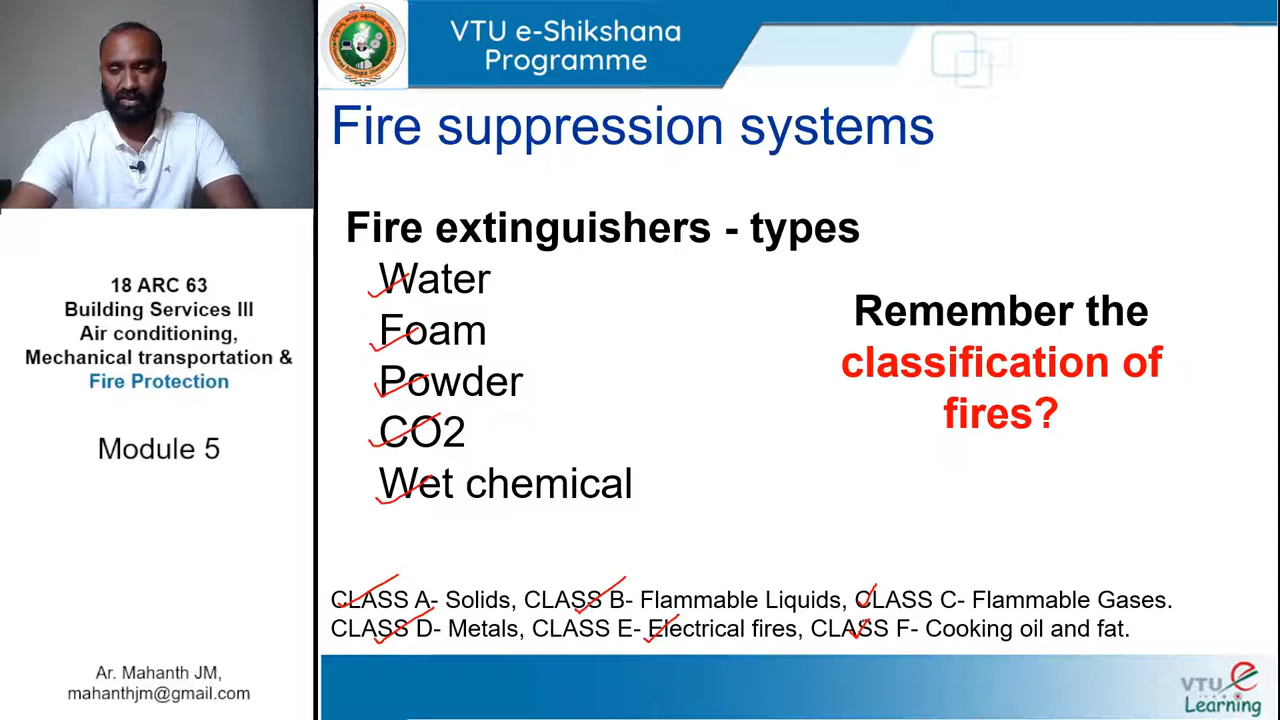 VTU e-Shikshana
Programme
Fire suppression systems
Fire extinguishers - types
Water
Foam
Powder
CO2
Wet chemical
Remember the
classification of
fires?
CLASS A- Solids, CLASS B- Flammable Liquids, CLASS C- Flammable Gases.
CLASS D- Metals, CLASS E- Electrical fires, CLASS F- Cooking oil and fat.
18 ARC 63
Building Services III
Air conditioning,
Mechanical transportation &
Fire Protection
Module 5
Ar. Mahanth JM,
mahanthjm@gmail.com
VTU e
Learning